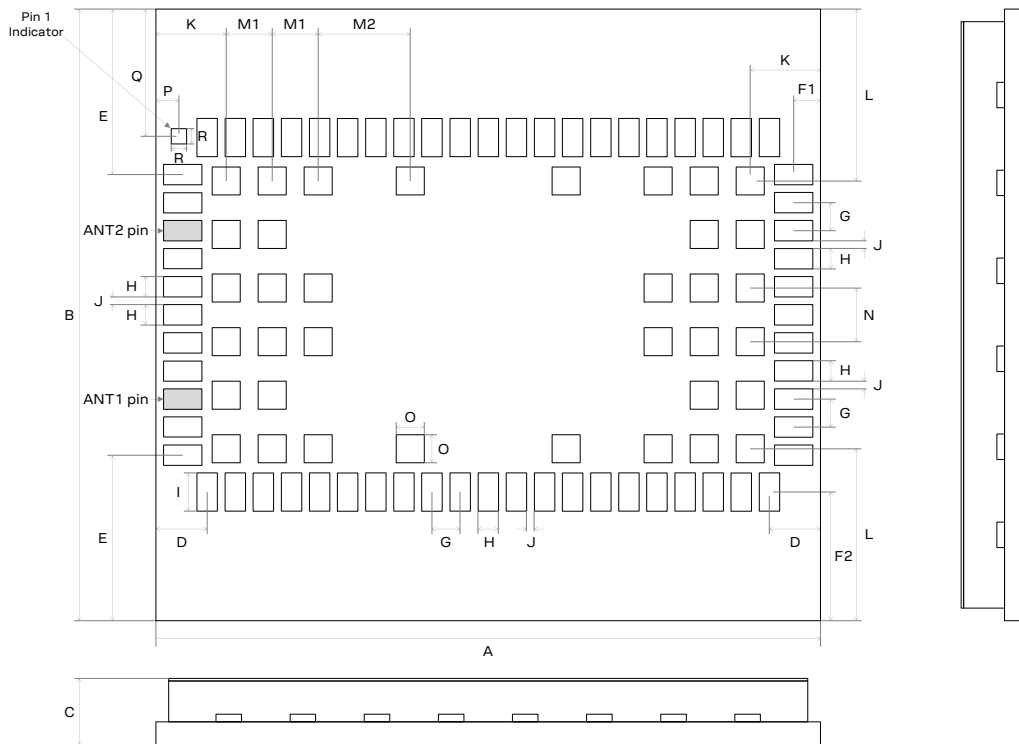 Pin 1
Indicator
K
M1
M1
M2
Q
P
E
R
R
K
F1
L
ANT2 pin
G
J
H
H
J
H
B
N
H
J
ANT1 pin
G
O
O
I
E
D
G
H
J
D
F2
L
A
C